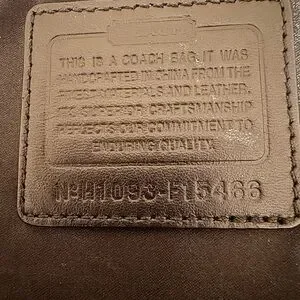 THIS IS A COACH BAG. IT WAS
HANDCRAFTED IN CHINA FROM THE
FINEST MATERIALS AND LEATHER.
THE SUPERIOR CRAFTSMANSHIP
REFLECTS OUR COMMITMENT TO
ENDURING QUALITY.
Nº H1093-F15466